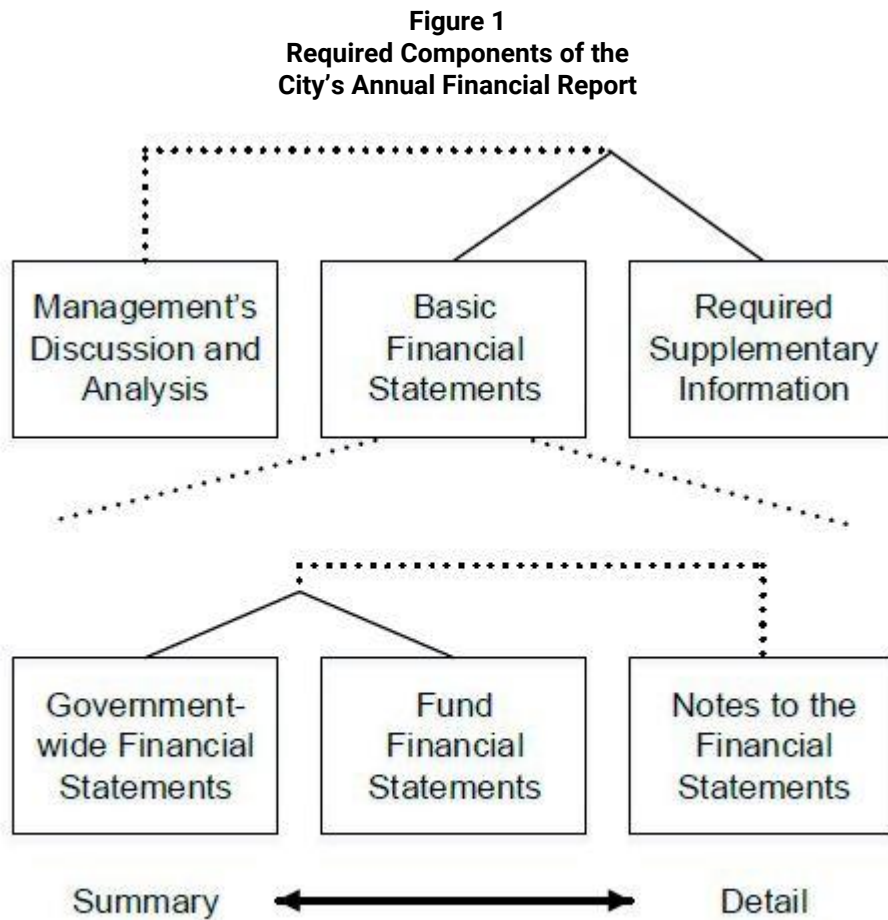 Figure 1
Required Components of the
City’s Annual Financial Report
Management’s
Discussion and
Analysis
Basic
Financial
Statements
Required
Supplementary
Information
Government-
wide Financial
Statements
Fund
Financial
Statements
Notes to the
Financial
Statements
Summary
Detail